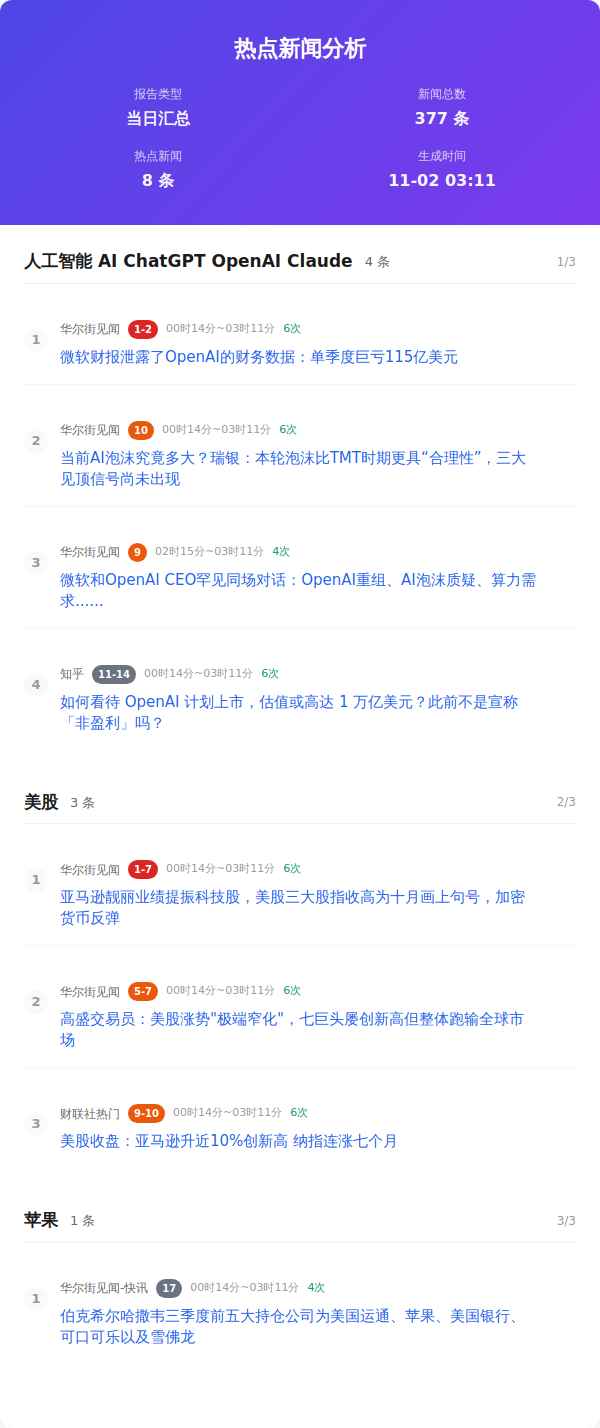 热点新闻分析
报告类型
当日汇总
新闻总数
377 条
热点新闻
8 条
生成时间
11-02 03:11
人工智能 AI ChatGPT OpenAI Claude 4 条 1/3
1
华尔街见闻 1-2 00时14分~03时11分 6次
微软财报泄露了OpenAI的财务数据：单季度巨亏115亿美元
2
华尔街见闻 10 00时14分~03时11分 6次
当前AI泡沫究竟多大？瑞银：本轮泡沫比TMT时期更具“合理性”，三大
见顶信号尚未出现
3
华尔街见闻 9 02时15分~03时11分 4次
微软和OpenAI CEO罕见同场对话：OpenAI重组、AI泡沫质疑、算力需
求……
4
知乎 11-14 00时14分~03时11分 6次
如何看待 OpenAI 计划上市，估值或高达 1 万亿美元？此前不是宣称
「非盈利」吗？
美股 3 条 2/3
1
华尔街见闻 1-7 00时14分~03时11分 6次
亚马逊靓丽业绩提振科技股，美股三大股指收高为十月画上句号，加密
货币反弹
2
华尔街见闻 5-7 00时14分~03时11分 6次
高盛交易员：美股涨势"极端窄化"，七巨头屡创新高但整体跑输全球市
场
3
财联社热门 9-10 00时14分~03时11分 6次
美股收盘：亚马逊升近10%创新高 纳指连涨七个月
苹果 1 条 3/3
1
华尔街见闻-快讯 17 00时14分~03时11分 4次
伯克希尔哈撒韦三季度前五大持仓公司为美国运通、苹果、美国银行、
可口可乐以及雪佛龙